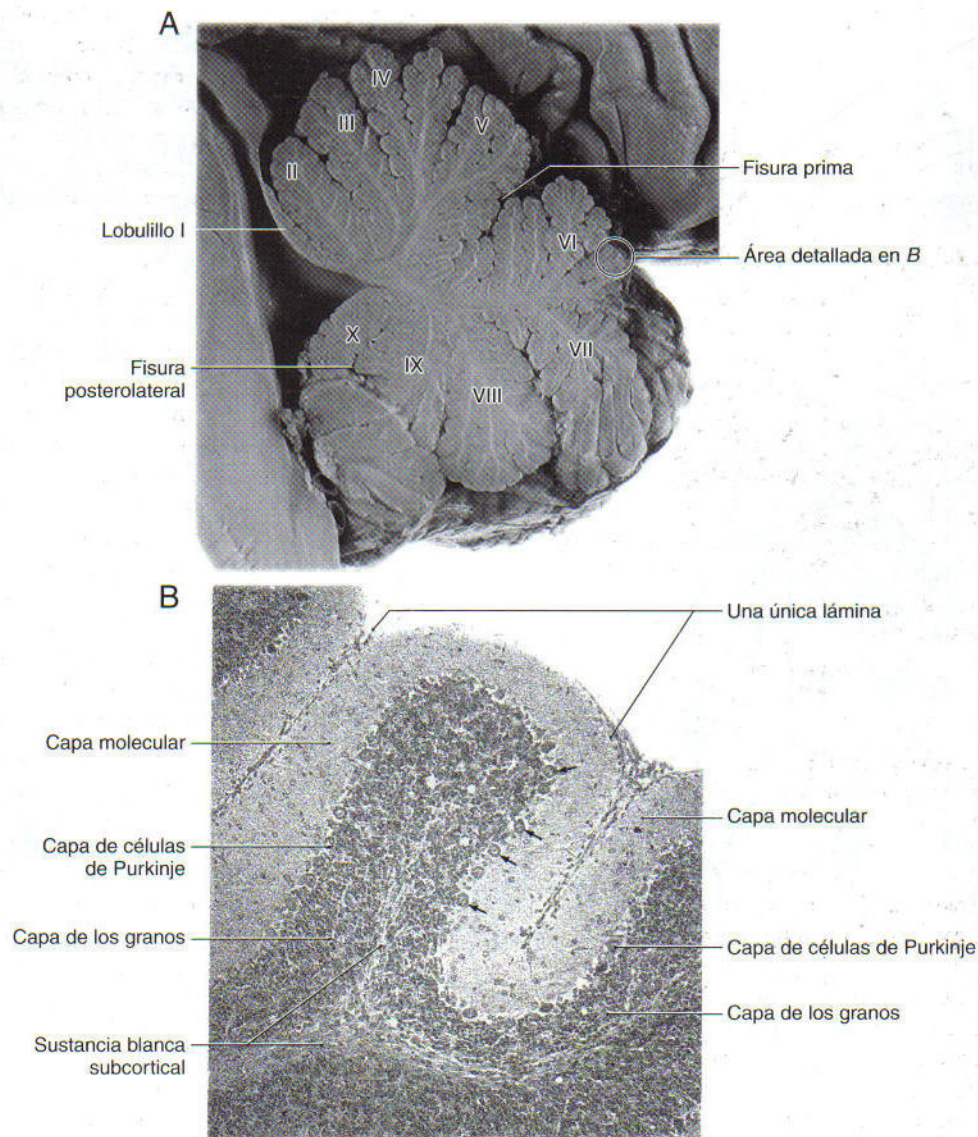 A
IV
III
V
II
Fisura prima
Lobulillo I
VI
Área detallada en B
X
VII
Fisura
posterolateral
IX
VIII
B
Una única lámina
Capa molecular
Capa molecular
Capa de células
de Purkinje
Capa de los granos
Capa de células de Purkinje
Capa de los granos
Sustancia blanca
subcortical